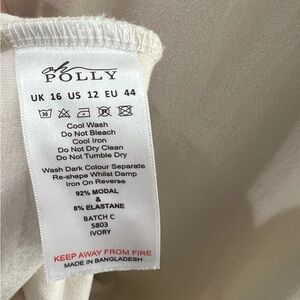 oh
POLLY
UK 16 US 12 EU 44
30
Cool Wash
Do Not Bleach
Cool Iron
Do Not Dry Clean
Do Not Tumble Dry
Wash Dark Colour Separate
Re-shape Whilst Damp
Iron On Reverse
92% MODAL
&
8% ELASTANE
BATCH C
5803
IVORY
KEEP AWAY FROM FIRE
MADE IN BANGLADESH